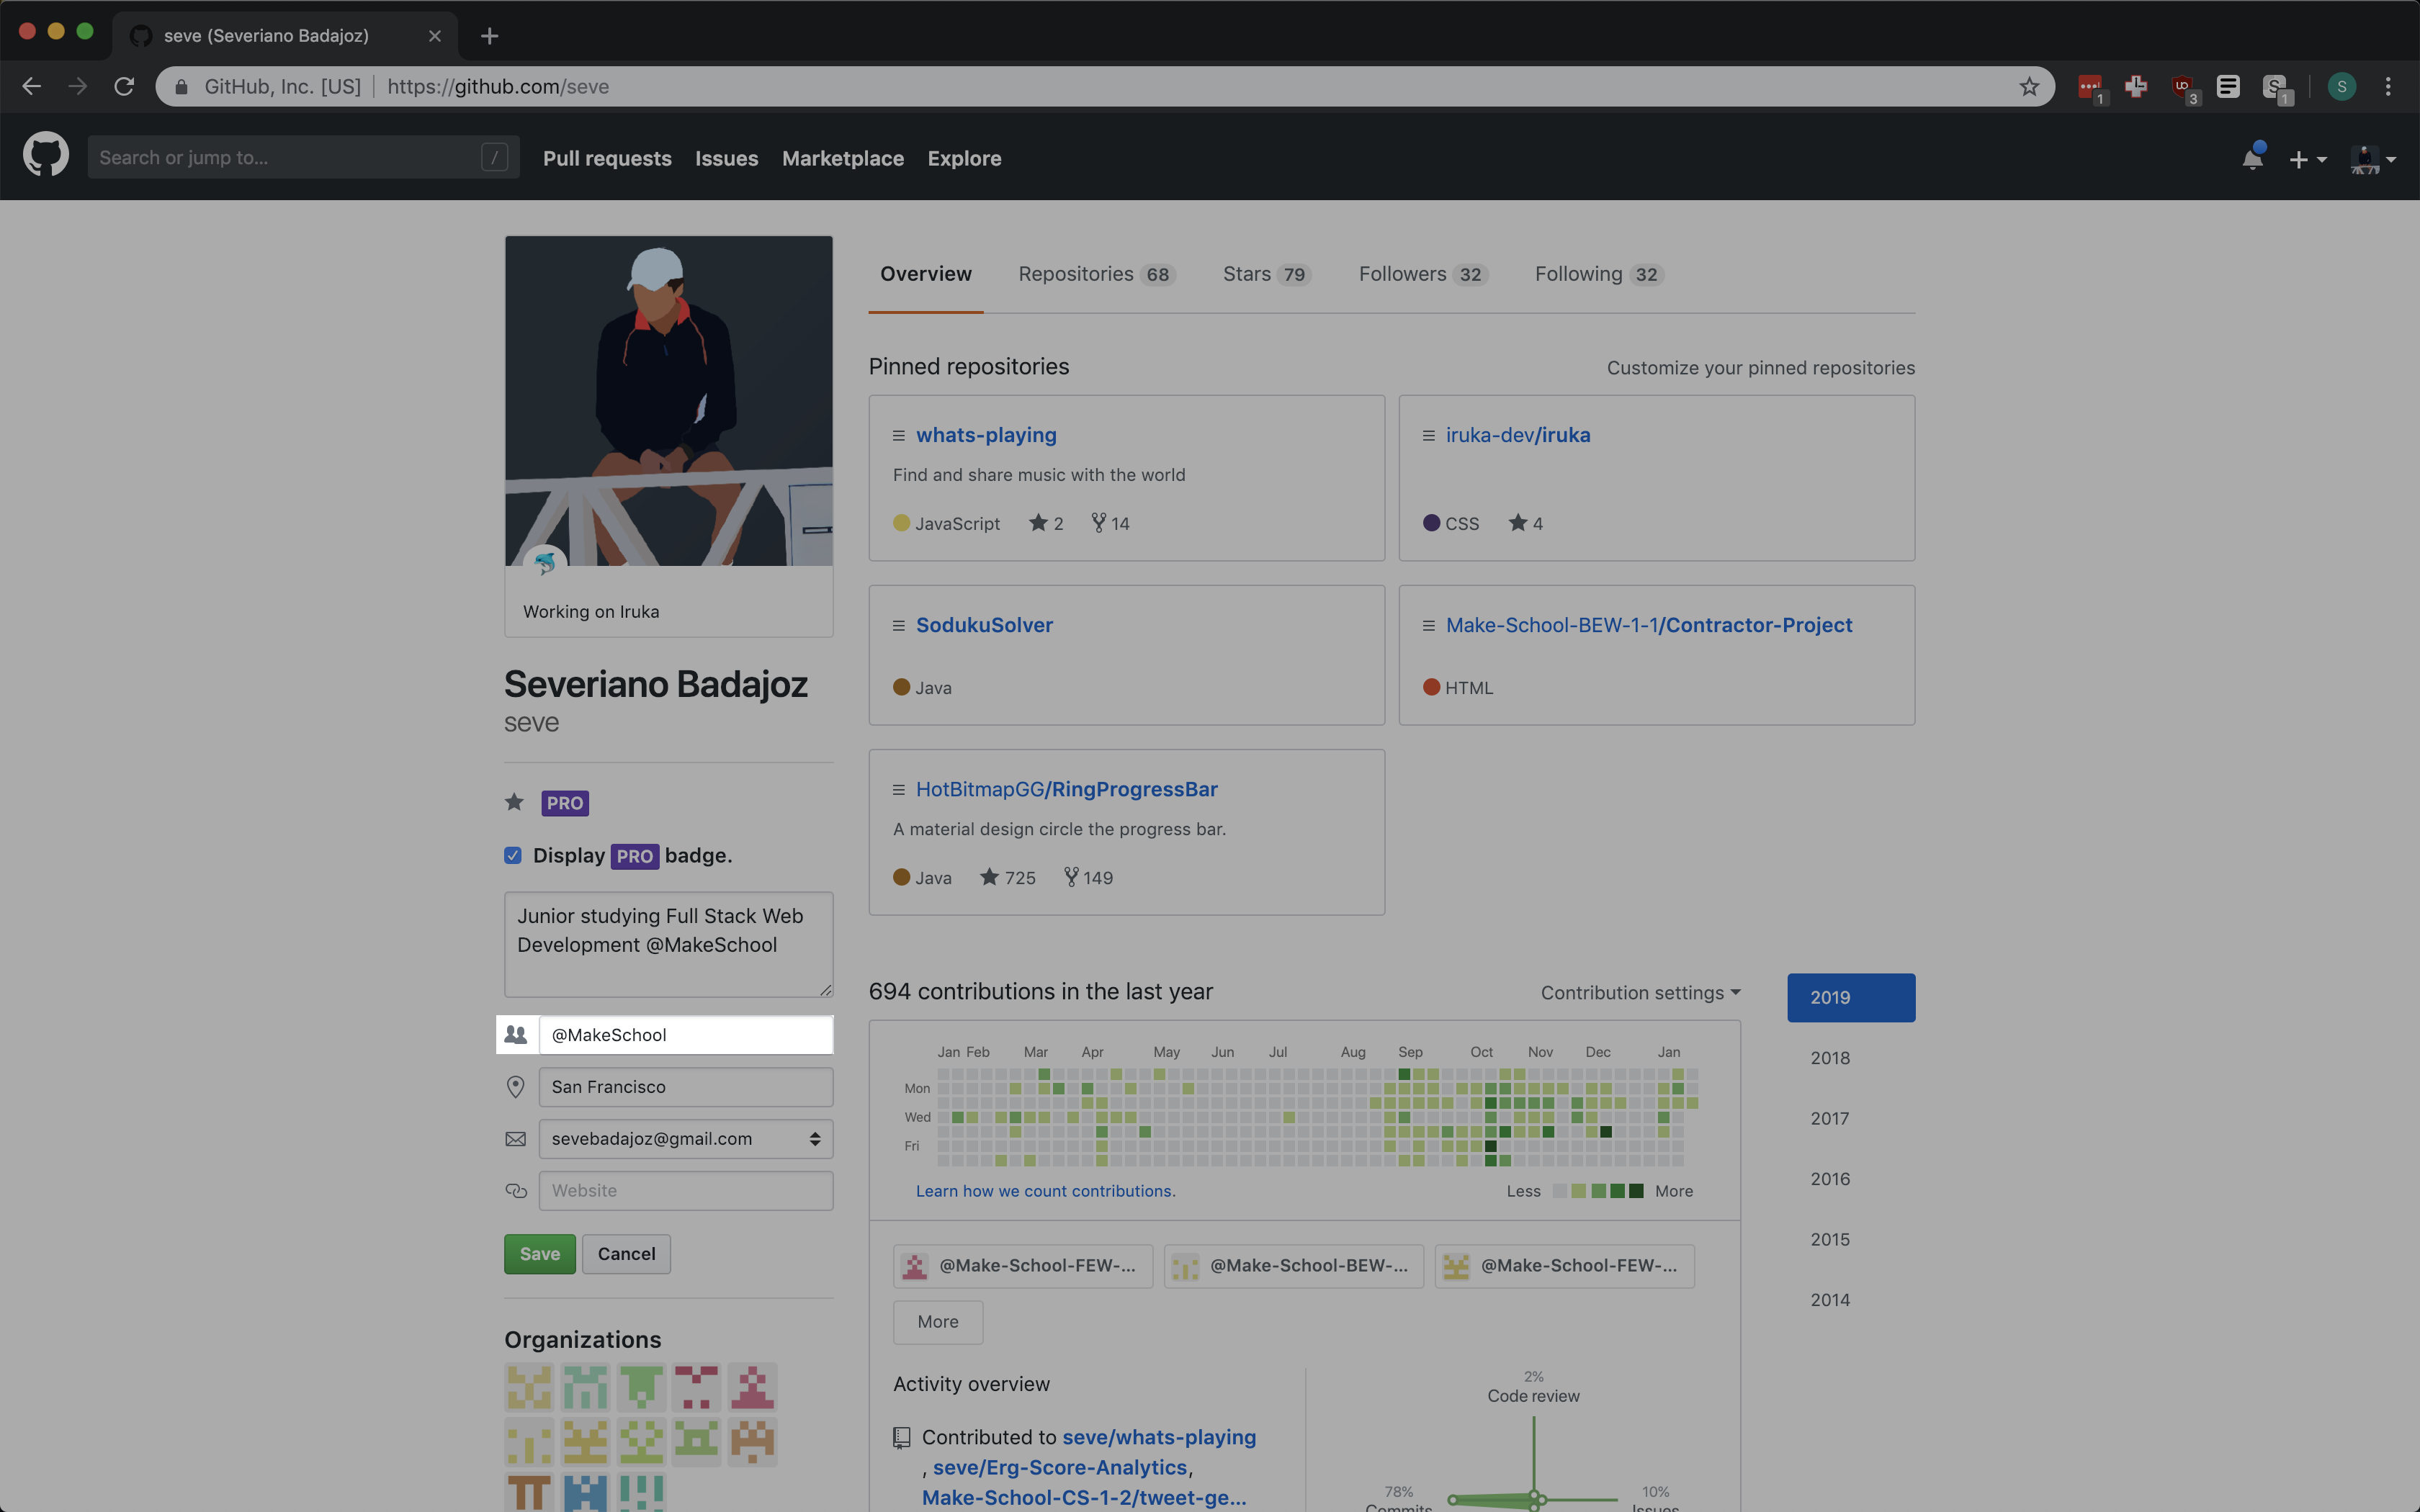 seve (Severiano Badajoz)
GitHub, Inc. [US] https://github.com/seve
1
3
1
S
Search or jump to... /
Pull requests Issues Marketplace Explore
Overview Repositories 68 Stars 79 Followers 32 Following 32
Pinned repositories Customize your pinned repositories
whats-playing
Find and share music with the world
JavaScript 2 14
iruka-dev/iruka
CSS 4
Working on Iruka
SodukuSolver
Java
Make-School-BEW-1-1/Contractor-Project
HTML
Severiano Badajoz
seve
PRO
Display PRO badge.
HotBitmapGG/RingProgressBar
A material design circle the progress bar.
Java 725 149
Junior studying Full Stack Web
Development @MakeSchool
@MakeSchool
San Francisco
sevebadajoz@gmail.com
Website
Save Cancel
Organizations
694 contributions in the last year Contribution settings
Jan Feb Mar Apr May Jun Jul Aug Sep Oct Nov Dec Jan
Mon
Wed
Fri
Learn how we count contributions. Less More
2019
2018
2017
2016
2015
2014
@Make-School-FEW-... @Make-School-BEW-... @Make-School-FEW-...
More
Activity overview
Contributed to seve/whats-playing
, seve/Erg-Score-Analytics,
Make-School-CS-1-2/tweet-ge...
2%
Code review
78%
Commits
10%
Issues